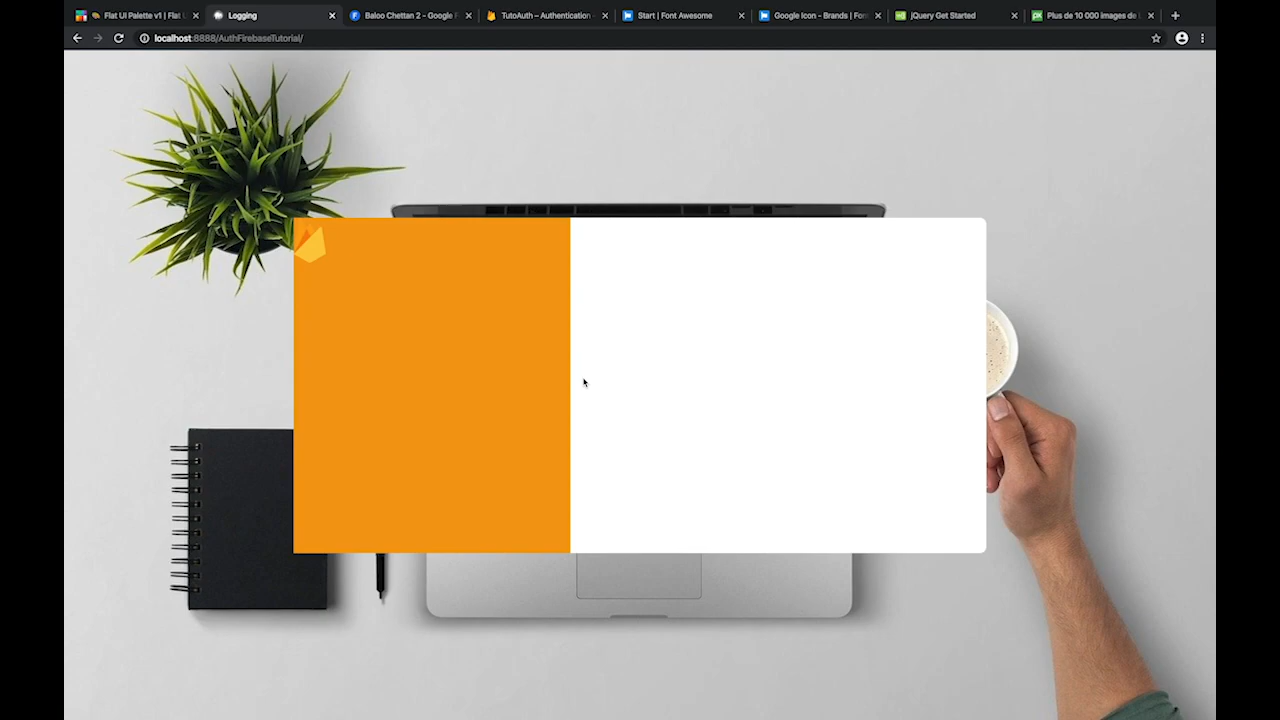 Flat UI Palette v1 | Flat
Logging
Baloo Chettan 2 - Google F
TutoAuth – Authentication
Start | Font Awesome
Google Icon - Brands | Fon
jQuery Get Started
Plus de 10 000 images de
localhost:8888/AuthFirebaseTutorial/